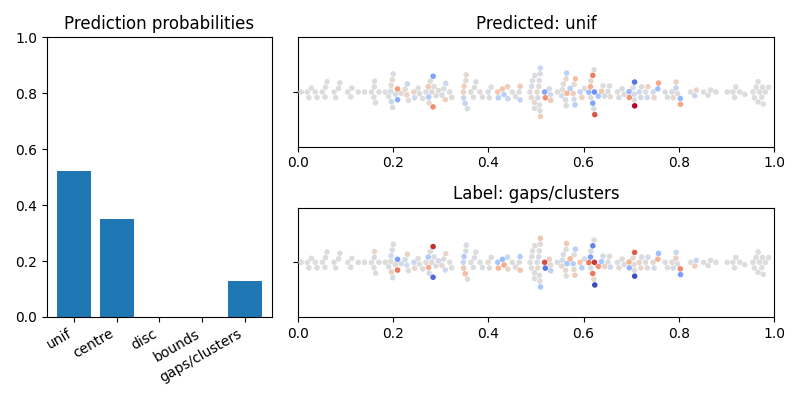 Prediction probabilities
1.0
0.8
0.6
0.4
0.2
0.0
unif
centre
disc
bounds
gaps/clusters
Predicted: unif
0.0 0.2 0.4 0.6 0.8 1.0
Label: gaps/clusters
0.0 0.2 0.4 0.6 0.8 1.0